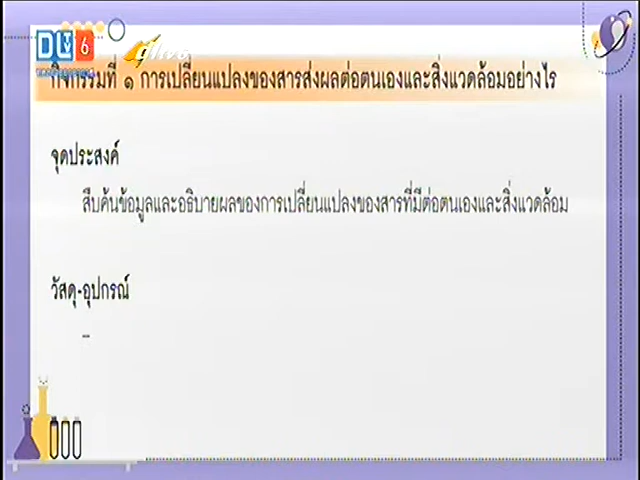 DLTV 6
กิจกรรมที่ ๑ การเปลี่ยนแปลงของสารส่งผลต่อตนเองและสิ่งแวดล้อมอย่างไร
จุดประสงค์
สืบค้นข้อมูลและอธิบายผลของการเปลี่ยนแปลงของสารที่มีต่อตนเองและสิ่งแวดล้อม
วัสดุ-อุปกรณ์
–